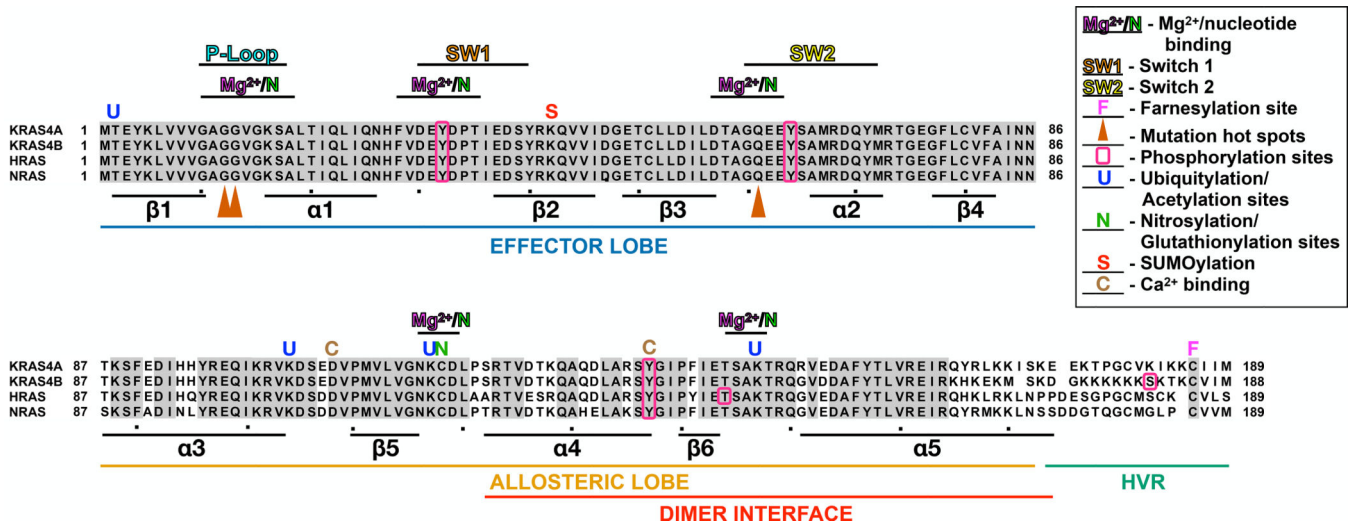 P-Loop SW1 SW2
Mg²⁺/N Mg²⁺/N Mg²⁺/N
U S
KRAS4A 1 MTEYKLVVVGAGGVGKSALTIQLIQNHFVDEYDPTIEDSYRKQVVIDGETCLLDILDTAGQEEYSAMRDQYMRTGEGFLCVFAINN 86
KRAS4B 1 MTEYKLVVVGAGGVGKSALTIQLIQNHFVDEYDPTIEDSYRKQVVIDGETCLLDILDTAGQEEYSAMRDQYMRTGEGFLCVFAINN 86
HRAS 1 MTEYKLVVVGAGGVGKSALTIQLIQNHFVDEYDPTIEDSYRKQVVIDGETCLLDILDTAGQEEYSAMRDQYMRTGEGFLCVFAINN 86
NRAS 1 MTEYKLVVVGAGGVGKSALTIQLIQNHFVDEYDPTIEDSYRKQVVIDGETCLLDILDTAGQEEYSAMRDQYMRTGEGFLCVFAINN 86
β1 α1 β2 β3 α2 β4
EFFECTOR LOBE
Mg²⁺/N - Mg²⁺/nucleotide
binding
SW1 - Switch 1
SW2 - Switch 2
F - Farnesylation site
- Mutation hot spots
- Phosphorylation sites
U - Ubiquitylation/
Acetylation sites
N - Nitrosylation/
Glutathionylation sites
S - SUMOylation
C - Ca²⁺ binding
Mg²⁺/N Mg²⁺/N
U C U N C U F
KRAS4A 87 TKSFEDIHHYREQIKRVKDSEDVPMVLVGNKCDLPSRTVDTKQAQDLARSYGIPFIETSAKTRQRVEDAFYTLVREIRQYRLKKISKE EKTPGCVKIKKCIIM 189
KRAS4B 87 TKSFEDIHHYREQIKRVKDSEDVPMVLVGNKCDLPSRTVDTKQAQDLARSYGIPFIETSAKTRQRVDDAFYTLVREIRKHKEKM SKD GKKKKKKSKTKCVIM 188
HRAS 87 TKSFEDIHQYREQIKRVKDSDDVPMVLVGNKCDLAARTVESRQAQDLARSYGIPYIETSAKTRQGVEDAFYTLVREIRQHKLRKLNPPDESGPGCMSCK CVLS 189
NRAS 87 SKSFADINLYREQIKRVKDSDDVPMVLVGNKCDLPTRTVDTKQAHELAKSYGIPFIETSAKTRQGVEDAFYTLVREIRQYRMKKLNSSDDGTQGCMGLP CVVM 189
α3 β5 α4 β6 α5
ALLOSTERIC LOBE HVR
DIMER INTERFACE